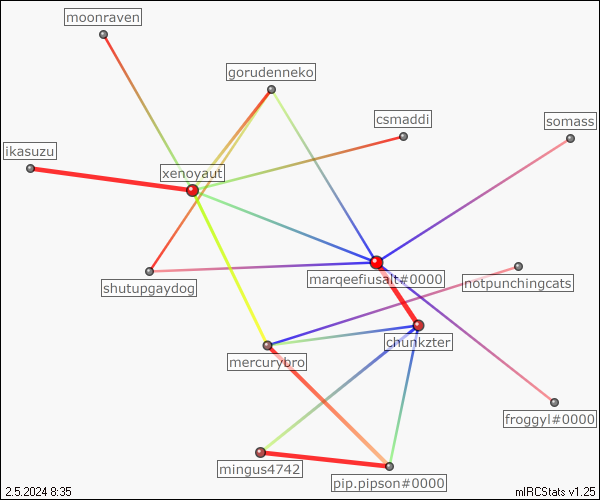 moonraven
gorudenneko
csmaddi
somass
ikasuzu
xenoyaut
marqeefiusalt#0000
shutupgaydog
notpunchingcats
chunkzter
mercurybro
froggyl#0000
mingus4742
pip.pipson#0000
2.5.2024 8:35
mIRCStats v1.25